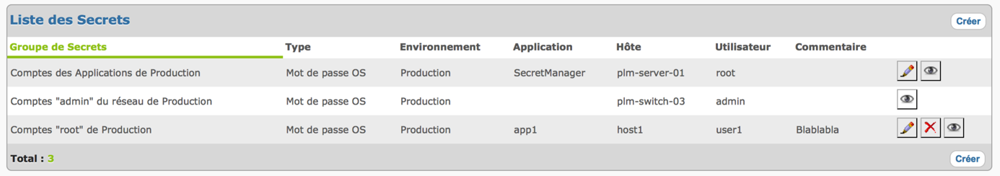 Liste des Secrets Créer
Groupe de Secrets Type Environnement Application Hôte Utilisateur Commentaire
Comptes des Applications de Production Mot de passe OS Production SecretManager plm-server-01 root
Comptes "admin" du réseau de Production Mot de passe OS Production plm-switch-03 admin
Comptes "root" de Production Mot de passe OS Production app1 host1 user1 Blablabla
Total : 3 Créer